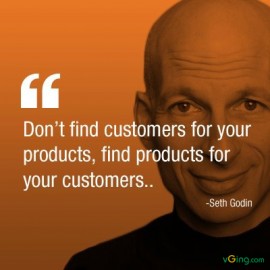 “
Don’t find customers for your
products, find products for
your customers..
-Seth Godin
vGing.com